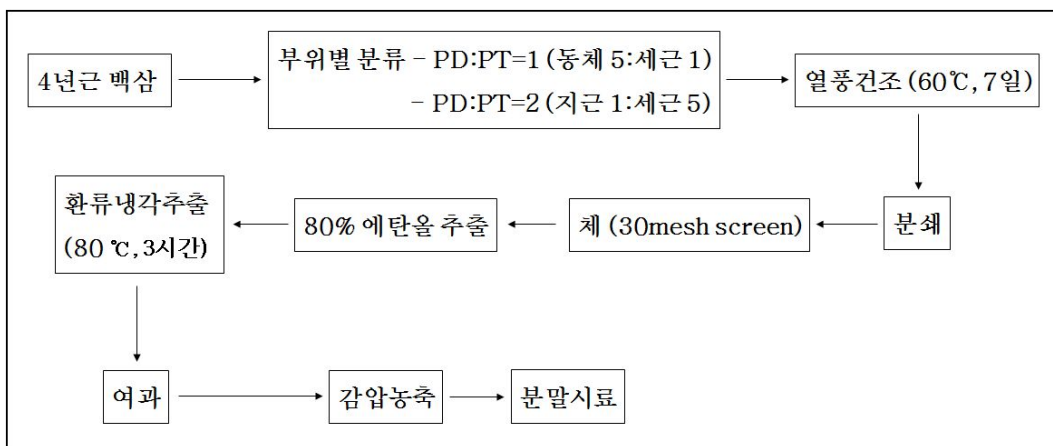 4년근 백삼
부위별 분류 - PD:PT=1 (동체 5:세근 1)
- PD:PT=2 (지근 1:세근 5)
열풍건조 (60℃, 7일)
분쇄
체 (30mesh screen)
80% 에탄올 추출
환류냉각추출
(80 ℃, 3시간)
여과
감압농축
분말시료